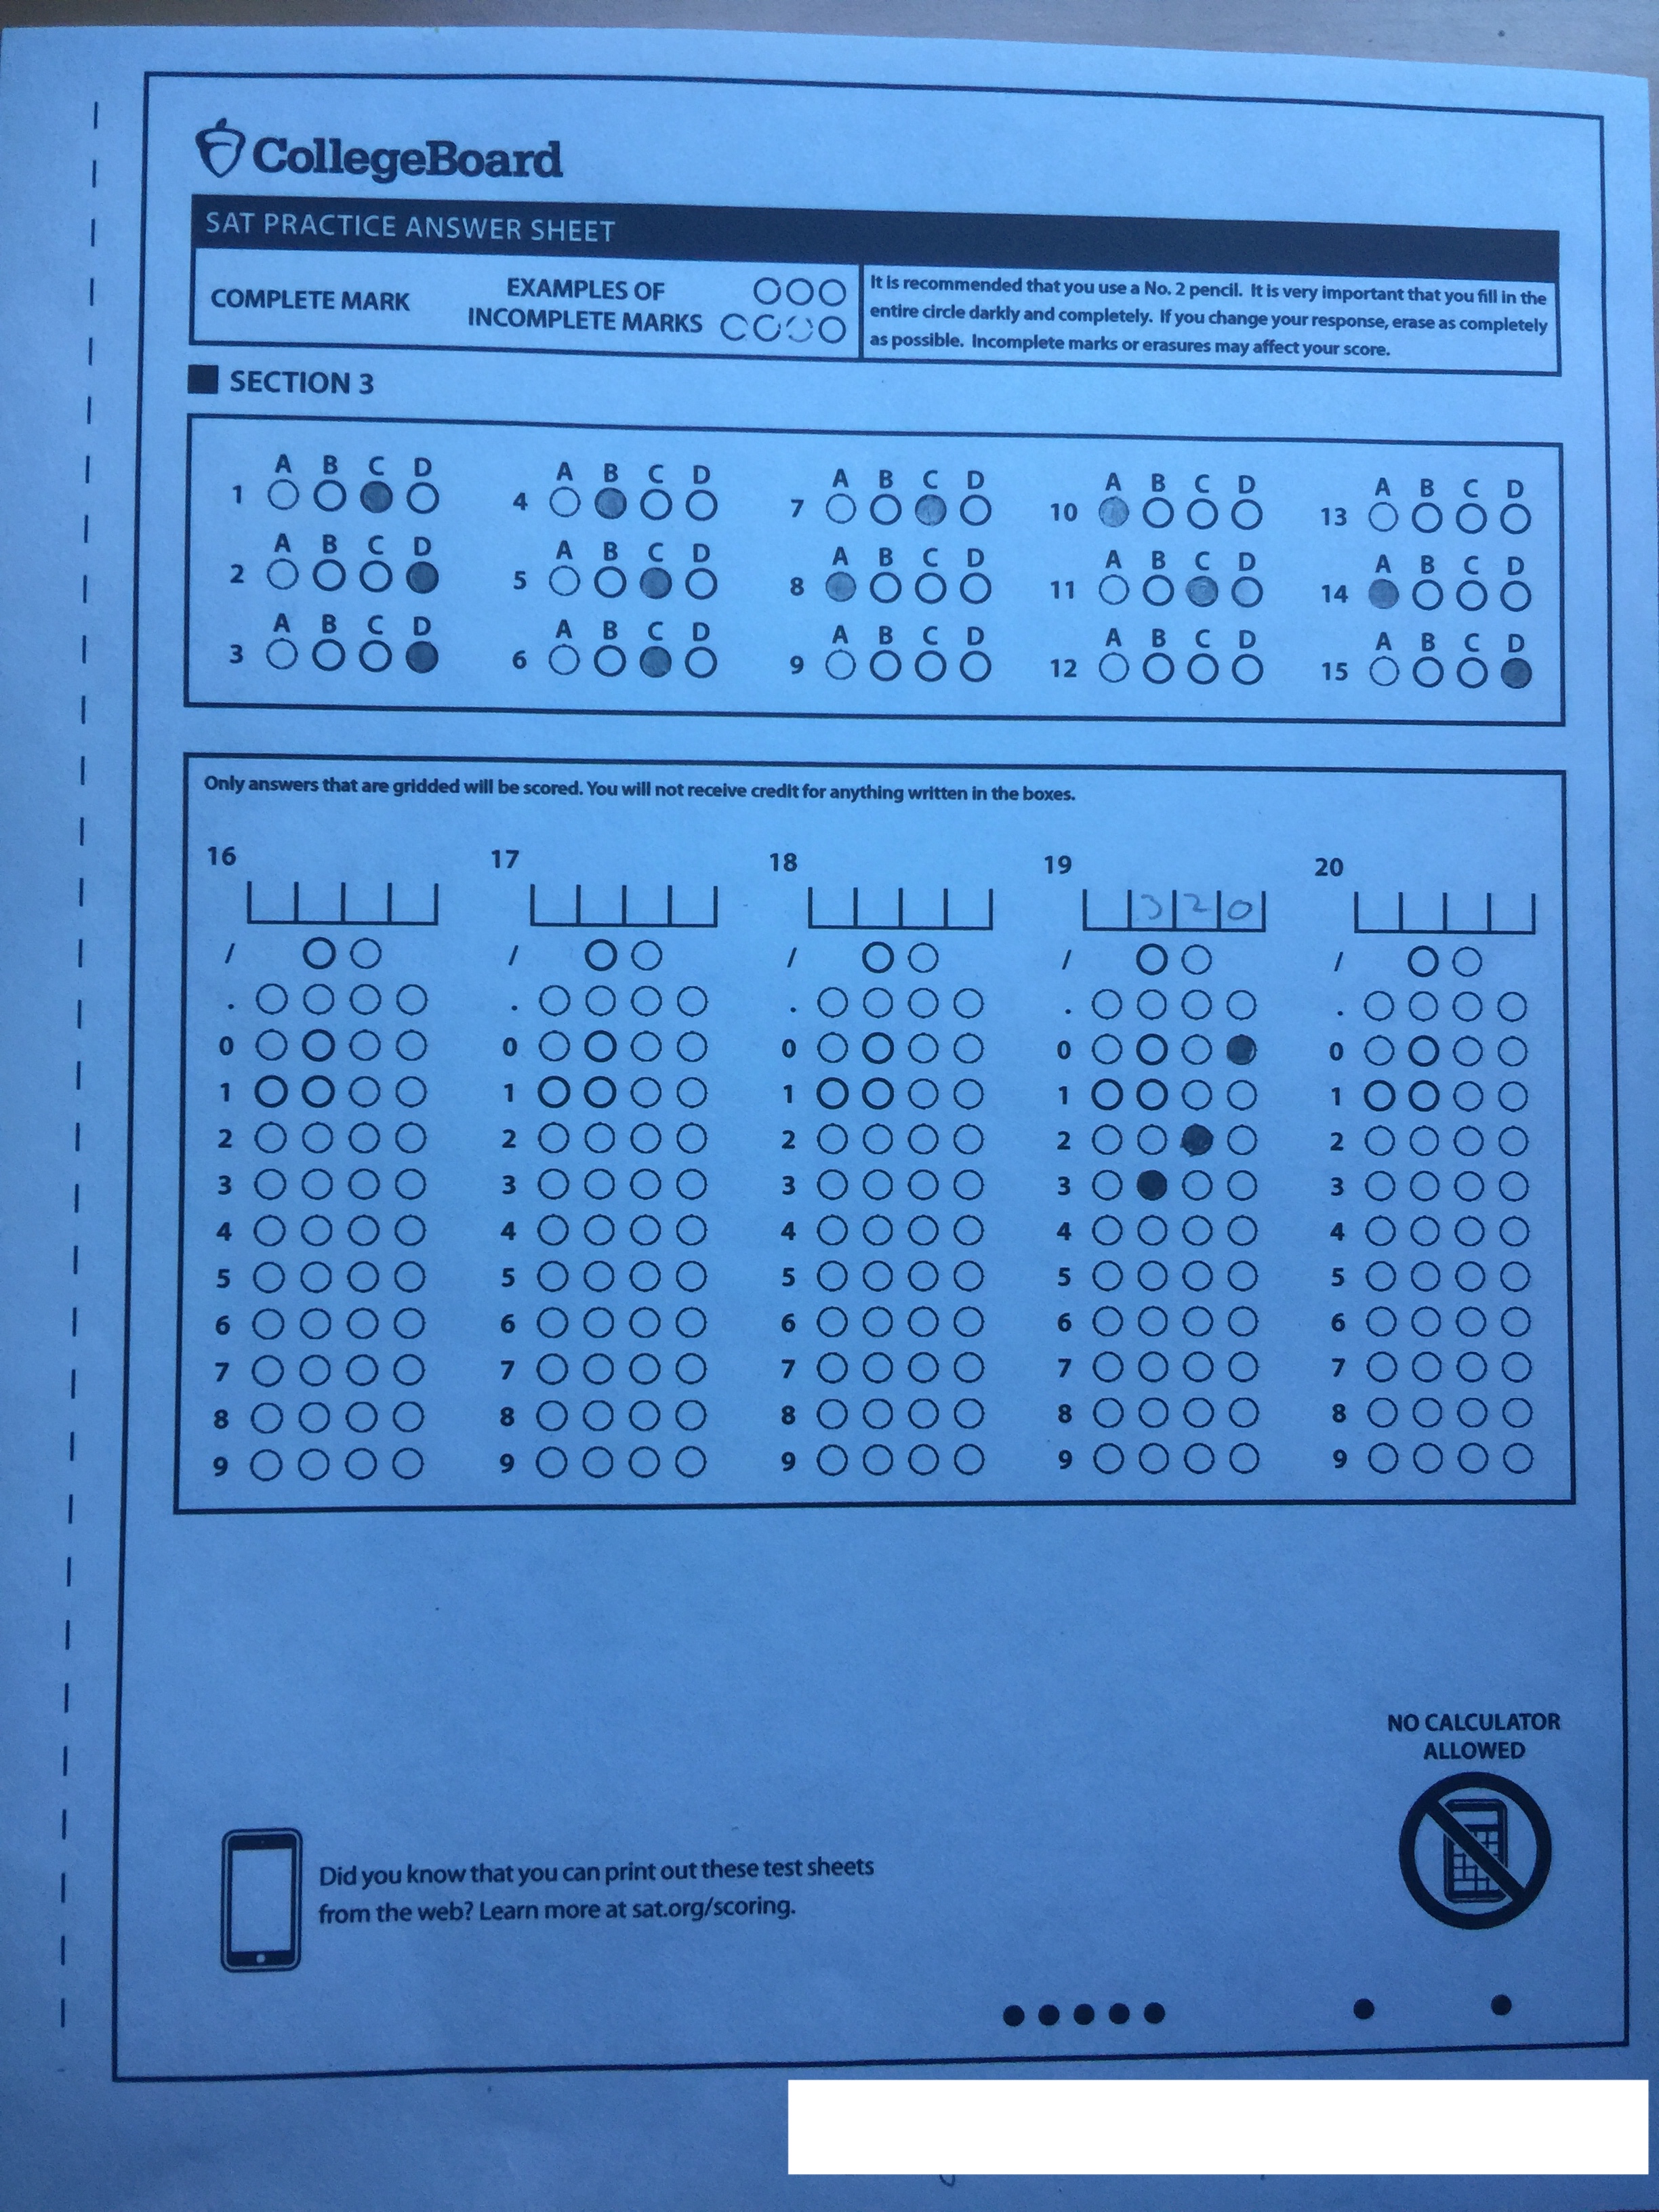 CollegeBoard
SAT PRACTICE ANSWER SHEET
COMPLETE MARK
EXAMPLES OF
INCOMPLETE MARKS
It is recommended that you use a No. 2 pencil. It is very important that you fill in the
entire circle darkly and completely. If you change your response, erase as completely
as possible. Incomplete marks or erasures may affect your score.
SECTION 3
A B C D
1
A B C D
2
A B C D
3
A B C D
4
A B C D
5
A B C D
6
A B C D
7
A B C D
8
A B C D
9
A B C D
10
A B C D
11
A B C D
12
A B C D
13
A B C D
14
A B C D
15
Only answers that are gridded will be scored. You will not receive credit for anything written in the boxes.
16
/
.
0
1
2
3
4
5
6
7
8
9
17
/
.
0
1
2
3
4
5
6
7
8
9
18
/
.
0
1
2
3
4
5
6
7
8
9
19
3 2 0
/
.
0
1
2
3
4
5
6
7
8
9
20
/
.
0
1
2
3
4
5
6
7
8
9
NO CALCULATOR
ALLOWED
Did you know that you can print out these test sheets
from the web? Learn more at sat.org/scoring.